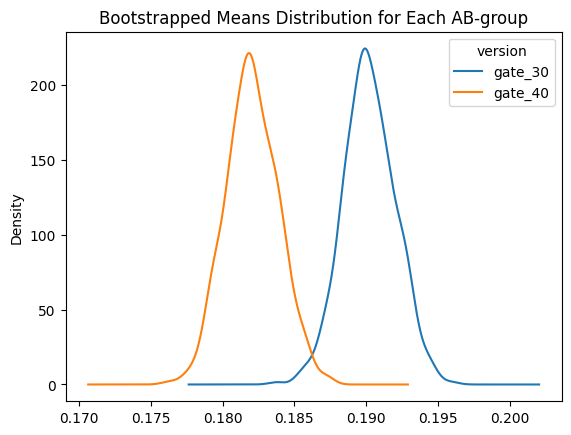 Bootstrapped Means Distribution for Each AB-group
version
gate_30
gate_40
Density
200
150
100
50
0
0.170 0.175 0.180 0.185 0.190 0.195 0.200